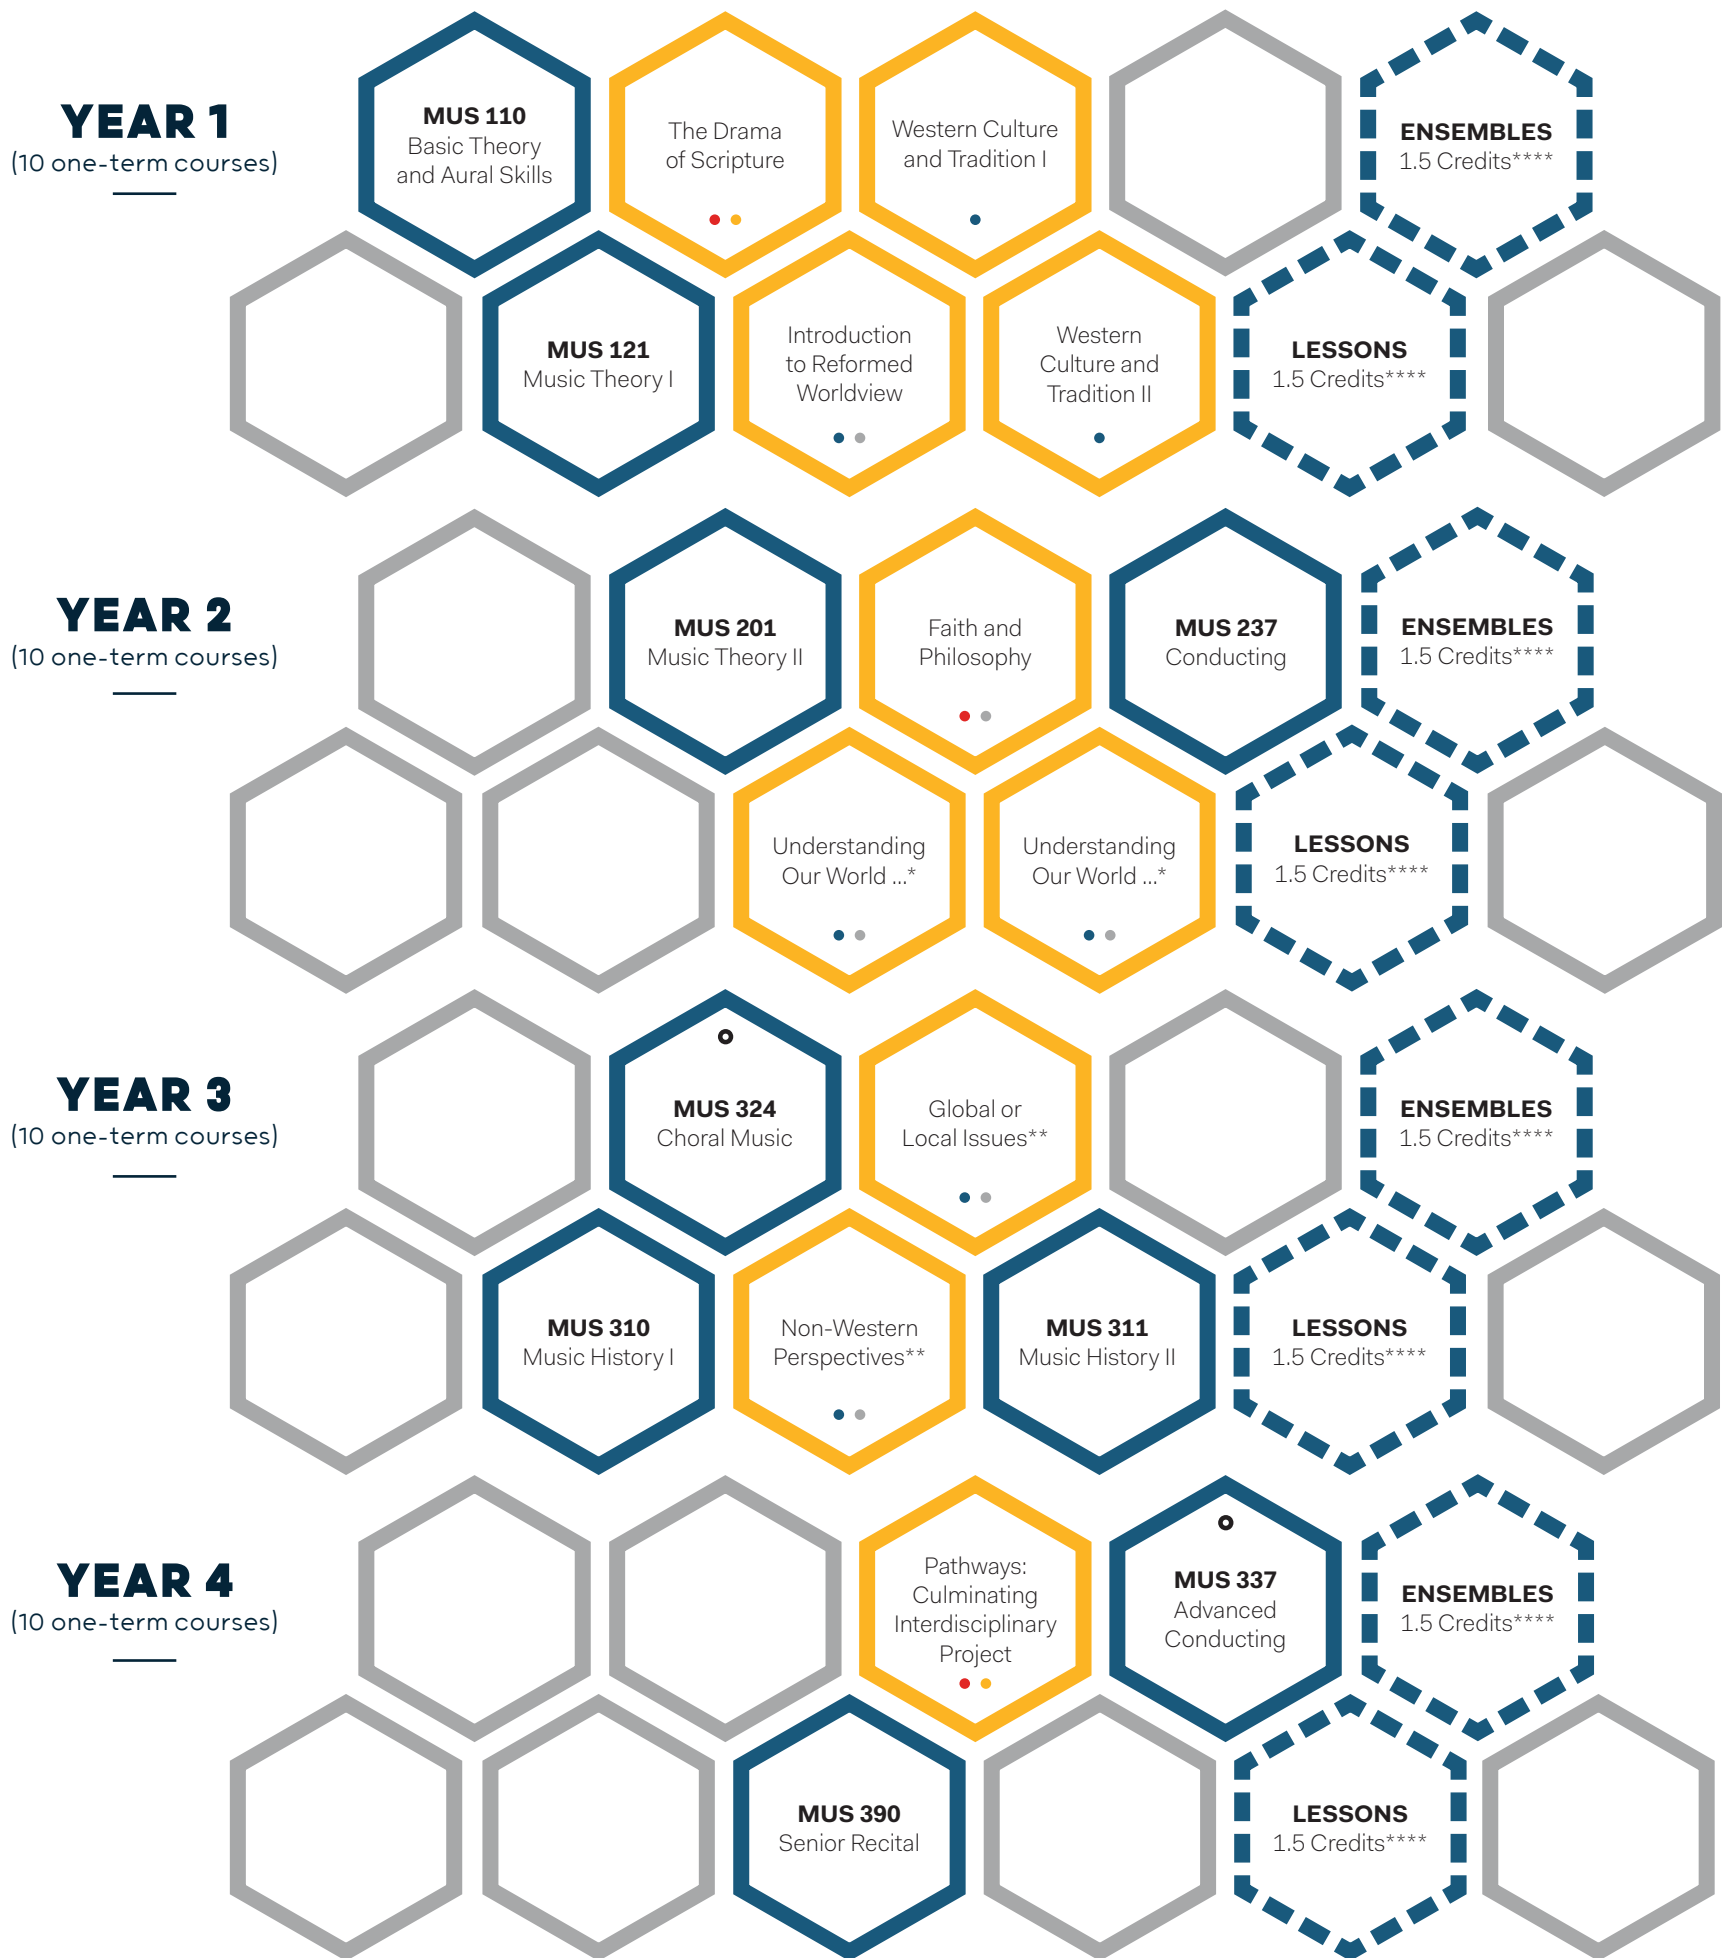 YEAR 1
(10 one-term courses)
MUS 110
Basic Theory
and Aural Skills
The Drama
of Scripture
Western Culture
and Tradition I
ENSEMBLES
1.5 Credits****
MUS 121
Music Theory I
Introduction
to Reformed
Worldview
Western
Culture and
Tradition II
LESSONS
1.5 Credits****
YEAR 2
(10 one-term courses)
MUS 201
Music Theory II
Faith and
Philosophy
MUS 237
Conducting
ENSEMBLES
1.5 Credits****
Understanding
Our World ...*
Understanding
Our World ...*
LESSONS
1.5 Credits****
YEAR 3
(10 one-term courses)
MUS 324
Choral Music
Global or
Local Issues**
ENSEMBLES
1.5 Credits****
MUS 310
Music History I
Non-Western
Perspectives**
MUS 311
Music History II
LESSONS
1.5 Credits****
YEAR 4
(10 one-term courses)
Pathways:
Culminating
Interdisciplinary
Project
MUS 337
Advanced
Conducting
ENSEMBLES
1.5 Credits****
MUS 390
Senior Recital
LESSONS
1.5 Credits****